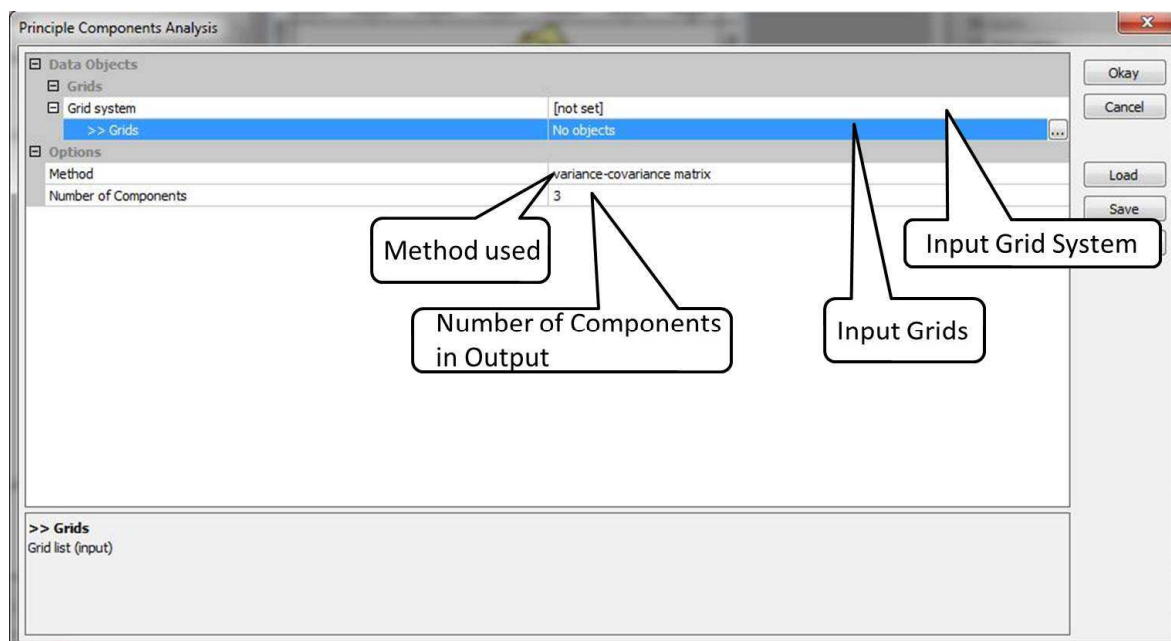 Principle Components Analysis
Data Objects
Grids
Grid system [not set]
>> Grids No objects ...
Options
Method variance-covariance matrix
Number of Components 3
Okay
Cancel
Load
Save
Method used
Number of Components
in Output
Input Grids
Input Grid System
>> Grids
Grid list (input)